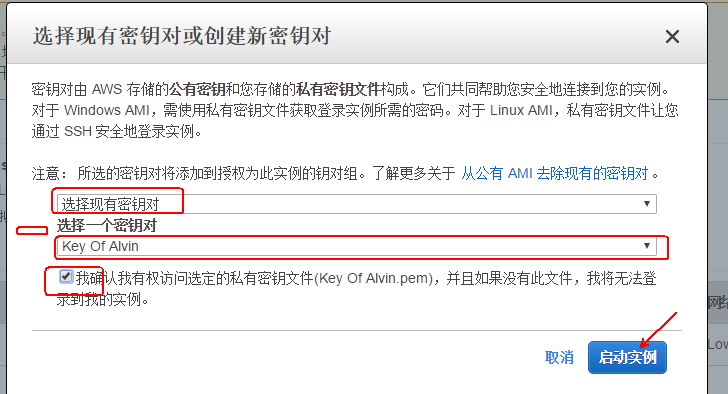 选择现有密钥对或创建新密钥对
密钥对由 AWS 存储的公有密钥和您存储的私有密钥文件构成。它们共同帮助您安全地连接到您的实例。
对于 Windows AMI，需使用私有密钥文件获取登录实例所需的密码。对于 Linux AMI，私有密钥文件让您
通过 SSH 安全地登录实例。
注意： 所选的密钥对将添加到授权为此实例的钥对组。了解更多关于 从公有 AMI 去除现有的密钥对 。
选择现有密钥对
选择一个密钥对
Key Of Alvin
我确认我有权访问选定的私有密钥文件(Key Of Alvin.pem)，并且如果没有此文件，我将无法登
录到我的实例。
网络
Low
取消 启动实例